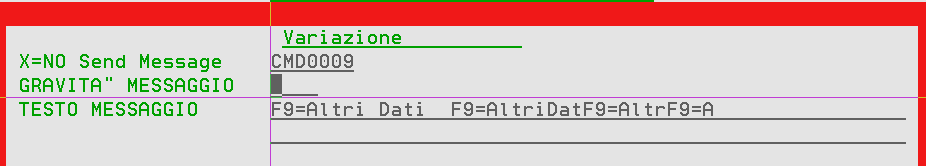 Variazione
X=NO Send Message CMD0009
GRAVITA" MESSAGGIO
TESTO MESSAGGIO F9=Altri Dati  F9=AltriDatF9=AltrF9=A